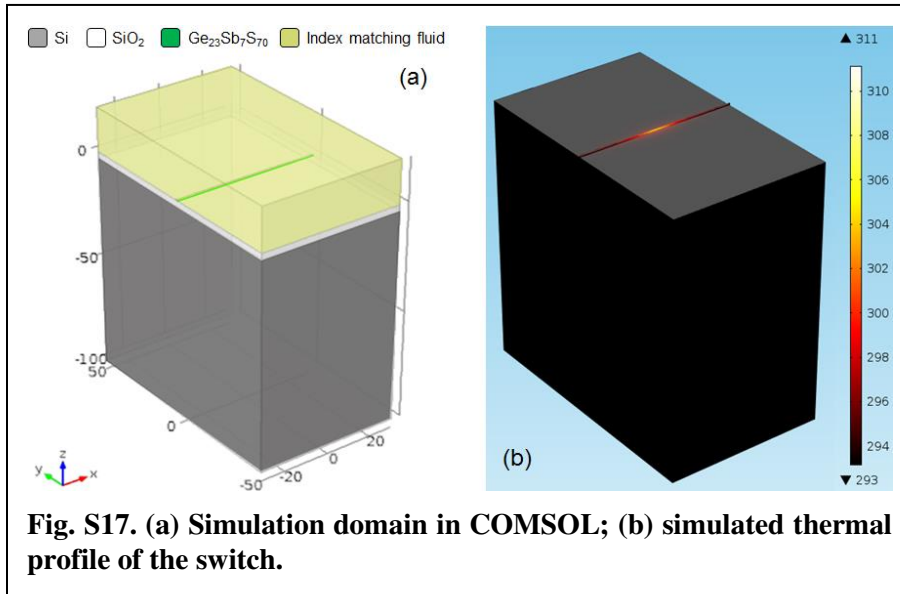 Si SiO₂ Ge₂₃Sb₇S₇₀ Index matching fluid
(a)
0
-50
-100
50
0
-50
-20
0
20
z
y
x
311
310
308
306
304
302
300
298
296
294
293
(b)
Fig. S17. (a) Simulation domain in COMSOL; (b) simulated thermal
profile of the switch.